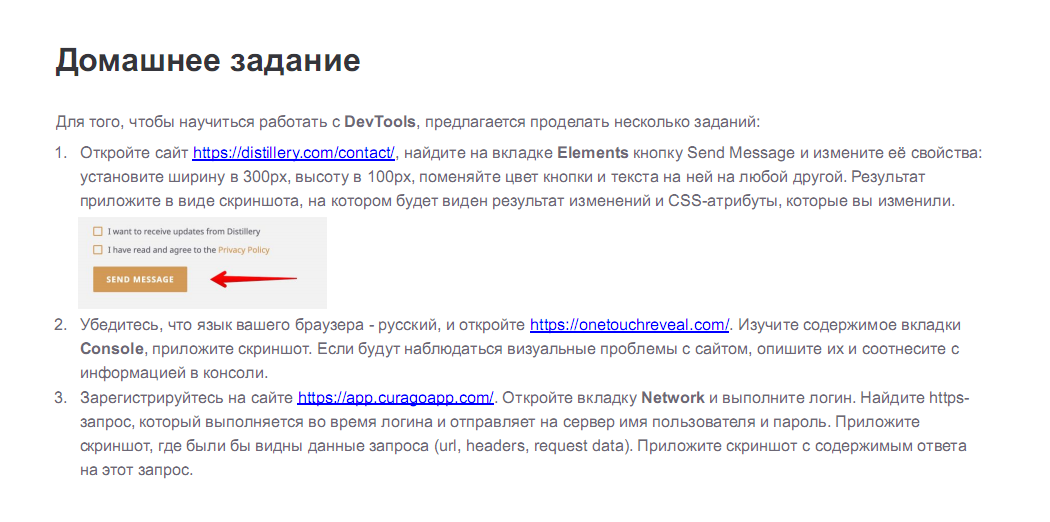 Домашнее задание
Для того, чтобы научиться работать с DevTools, предлагается проделать несколько заданий:
1. Откройте сайт https://distillery.com/contact/, найдите на вкладке Elements кнопку Send Message и измените её свойства:
установите ширину в 300px, высоту в 100px, поменяйте цвет кнопки и текста на ней на любой другой. Результат
приложите в виде скриншота, на котором будет виден результат изменений и CSS-атрибуты, которые вы изменили.
I want to receive updates from Distillery
I have read and agree to the Privacy Policy
SEND MESSAGE
2. Убедитесь, что язык вашего браузера - русский, и откройте https://onetouchreveal.com/. Изучите содержимое вкладки
Console, приложите скриншот. Если будут наблюдаться визуальные проблемы с сайтом, опишите их и соотнесите с
информацией в консоли.
3. Зарегистрируйтесь на сайте https://app.curagoapp.com/. Откройте вкладку Network и выполните логин. Найдите https-
запрос, который выполняется во время логина и отправляет на сервер имя пользователя и пароль. Приложите
скриншот, где были бы видны данные запроса (url, headers, request data). Приложите скриншот с содержимым ответа
на этот запрос.